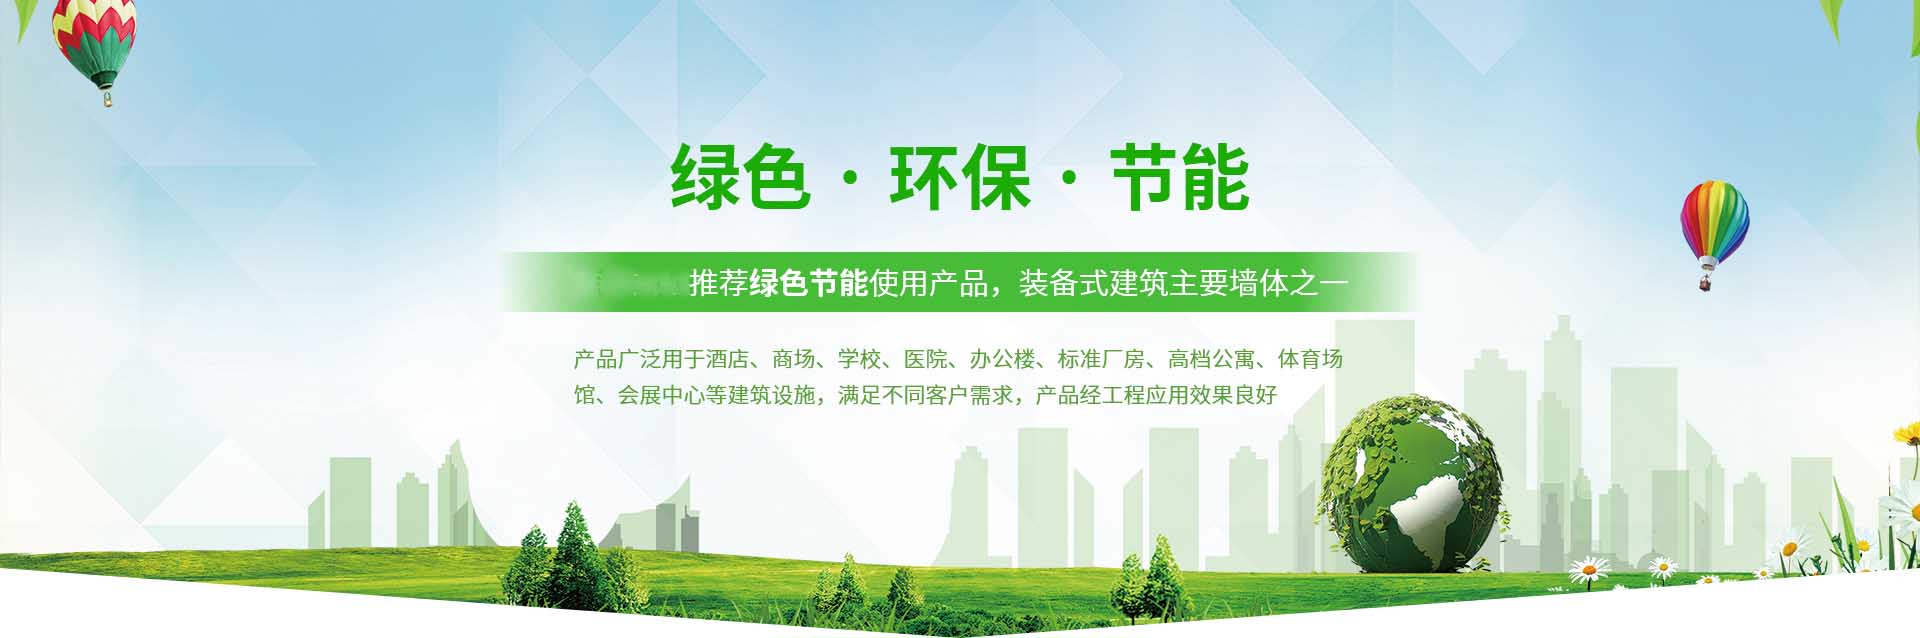 绿色 · 环保 · 节能
推荐绿色节能使用产品，装备式建筑主要墙体之一
产品广泛用于酒店、商场、学校、医院、办公楼、标准厂房、高档公寓、体育场
馆、会展中心等建筑设施，满足不同客户需求，产品经工程应用效果良好